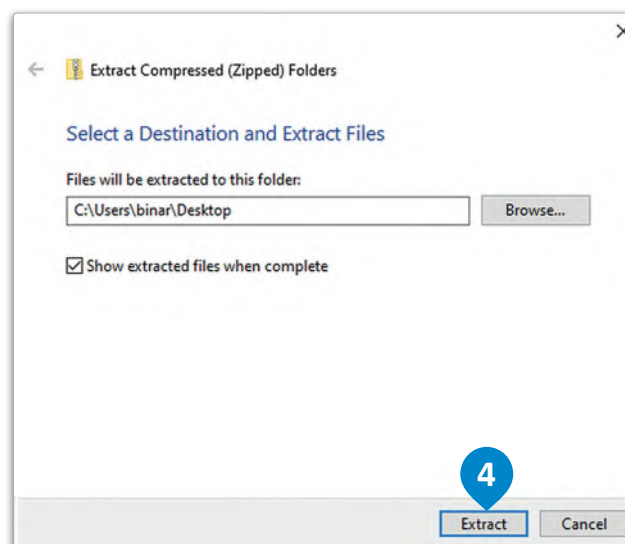 Extract Compressed (Zipped) Folders
Select a Destination and Extract Files
Files will be extracted to this folder:
C:\Users\binar\Desktop
Browse...
Show extracted files when complete
4
Extract
Cancel